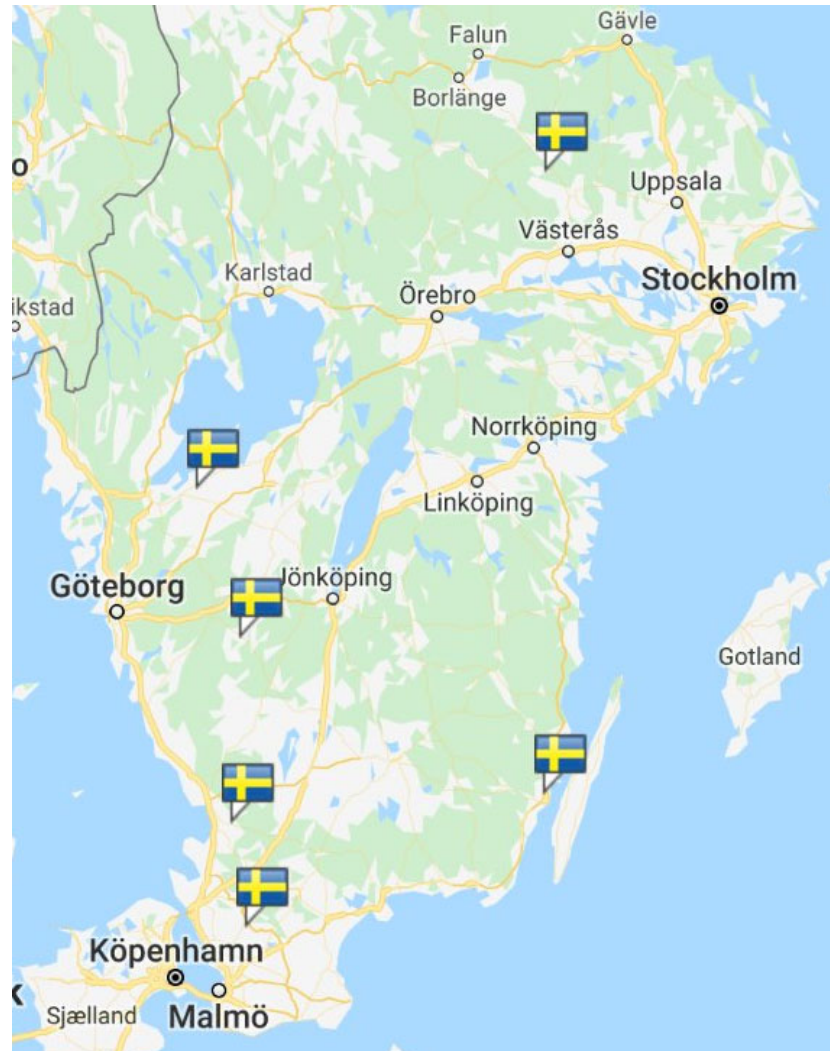 Gävle
Falun
Borlänge
o
Uppsala
Västerås
Karlstad
Stockholm
Örebro
ikstad
Norrköping
Linköping
Jönköping
Göteborg
Gotland
Köpenhamn
k
Sjælland
Malmö